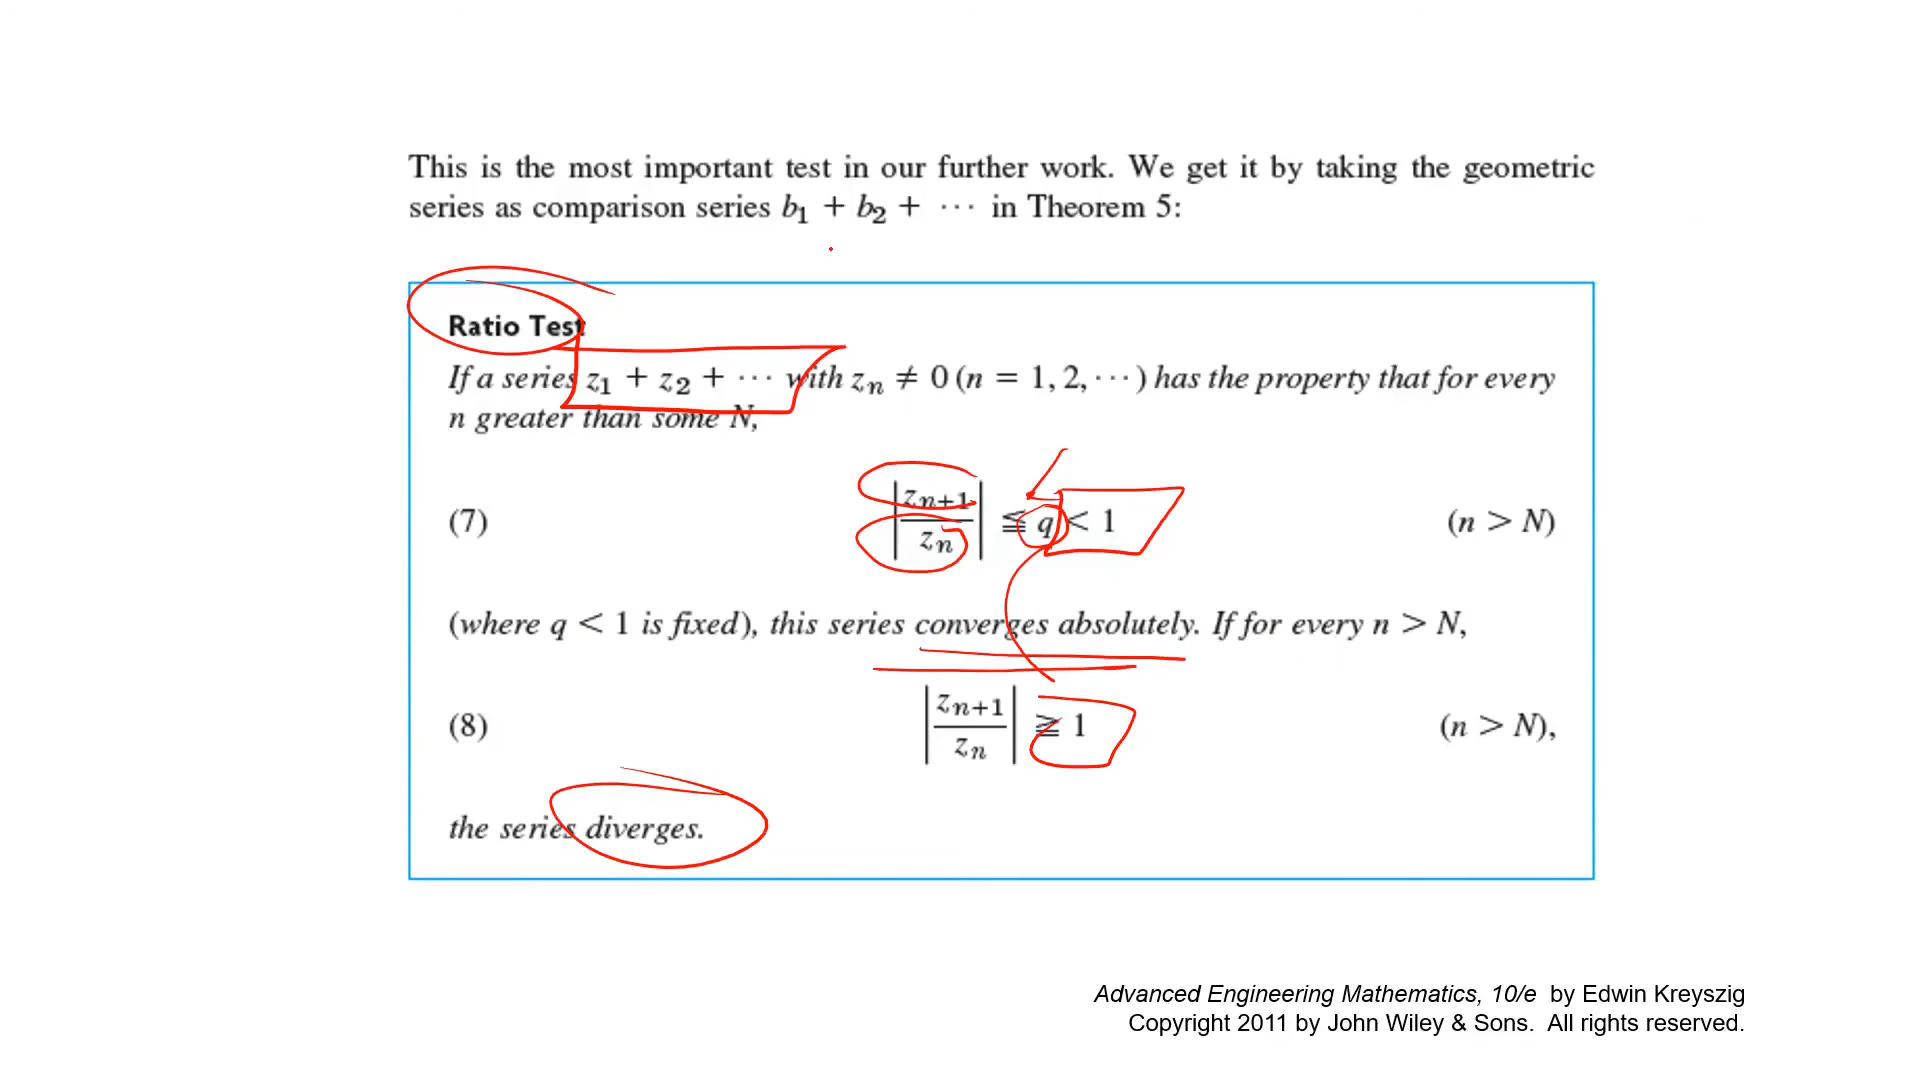 This is the most important test in our further work. We get it by taking the geometric
series as comparison series b₁ + b₂ + ⋯ in Theorem 5:
Ratio Test
If a series z₁ + z₂ + ⋯ with zₙ ≠ 0 (n = 1, 2, ⋯) has the property that for every
n greater than some N,
(7) |zₙ₊₁/zₙ| ≦ q < 1 (n > N)
(where q < 1 is fixed), this series converges absolutely. If for every n > N,
(8) |zₙ₊₁/zₙ| ≧ 1 (n > N),
the series diverges.
Advanced Engineering Mathematics, 10/e by Edwin Kreyszig
Copyright 2011 by John Wiley & Sons. All rights reserved.